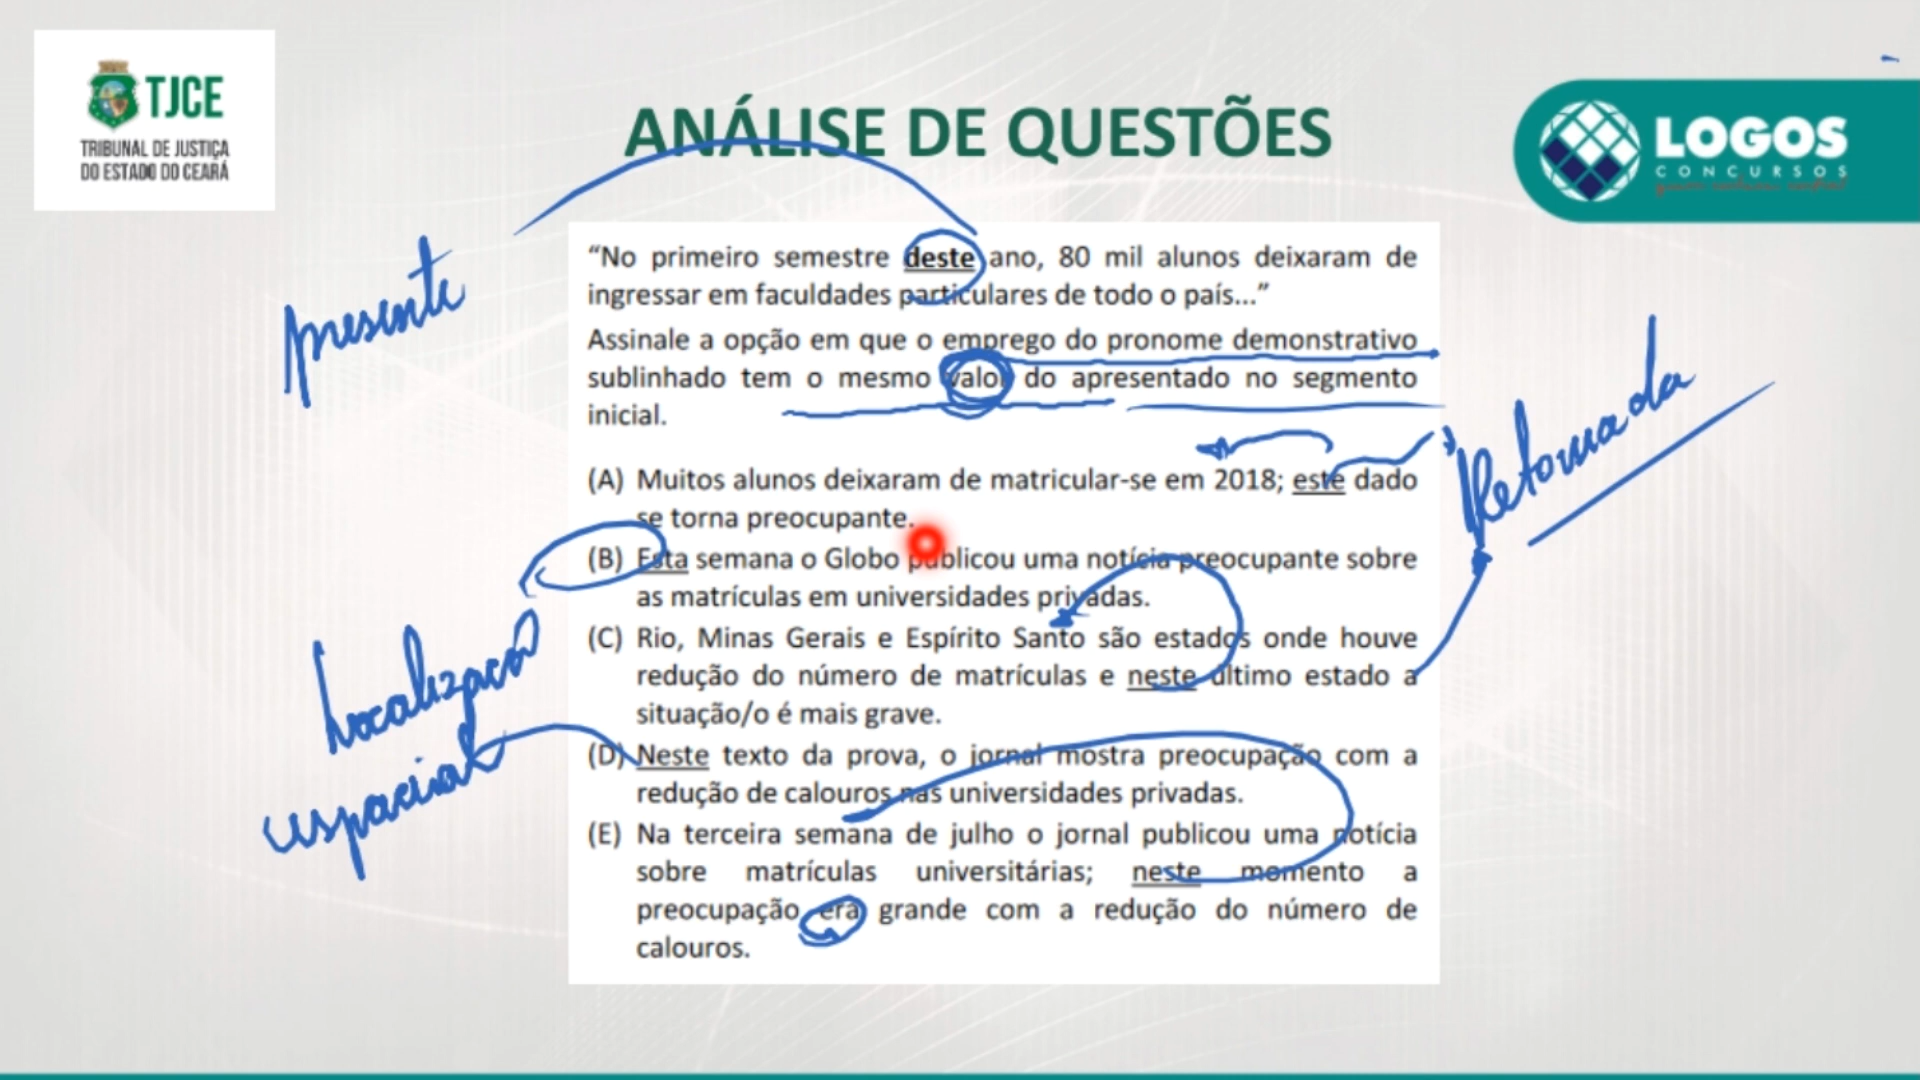 TJCE
TRIBUNAL DE JUSTIÇA
DO ESTADO DO CEARÁ
ANÁLISE DE QUESTÕES
LOGOS
CONCURSOS
“No primeiro semestre deste ano, 80 mil alunos deixaram de
ingressar em faculdades particulares de todo o país...”
Assinale a opção em que o emprego do pronome demonstrativo
sublinhado tem o mesmo valor do apresentado no segmento
inicial.
(A) Muitos alunos deixaram de matricular-se em 2018; este dado
se torna preocupante.
(B) Esta semana o Globo publicou uma notícia preocupante sobre
as matrículas em universidades privadas.
(C) Rio, Minas Gerais e Espírito Santo são estados onde houve
redução do número de matrículas e neste último estado a
situação/o é mais grave.
(D) Neste texto da prova, o jornal mostra preocupação com a
redução de calouros nas universidades privadas.
(E) Na terceira semana de julho o jornal publicou uma notícia
sobre matrículas universitárias; neste momento a
preocupação era grande com a redução do número de
calouros.
presente
Retomada
Localização
espacial